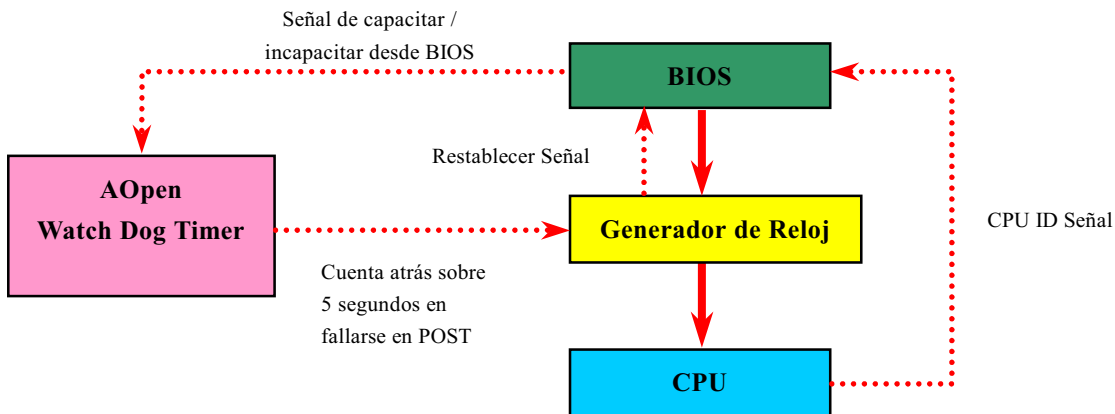 Señal de capacitar /
incapacitar desde BIOS
BIOS
Restablecer Señal
AOpen
Watch Dog Timer
Generador de Reloj
CPU ID Señal
Cuenta atrás sobre
5 segundos en
fallarse en POST
CPU